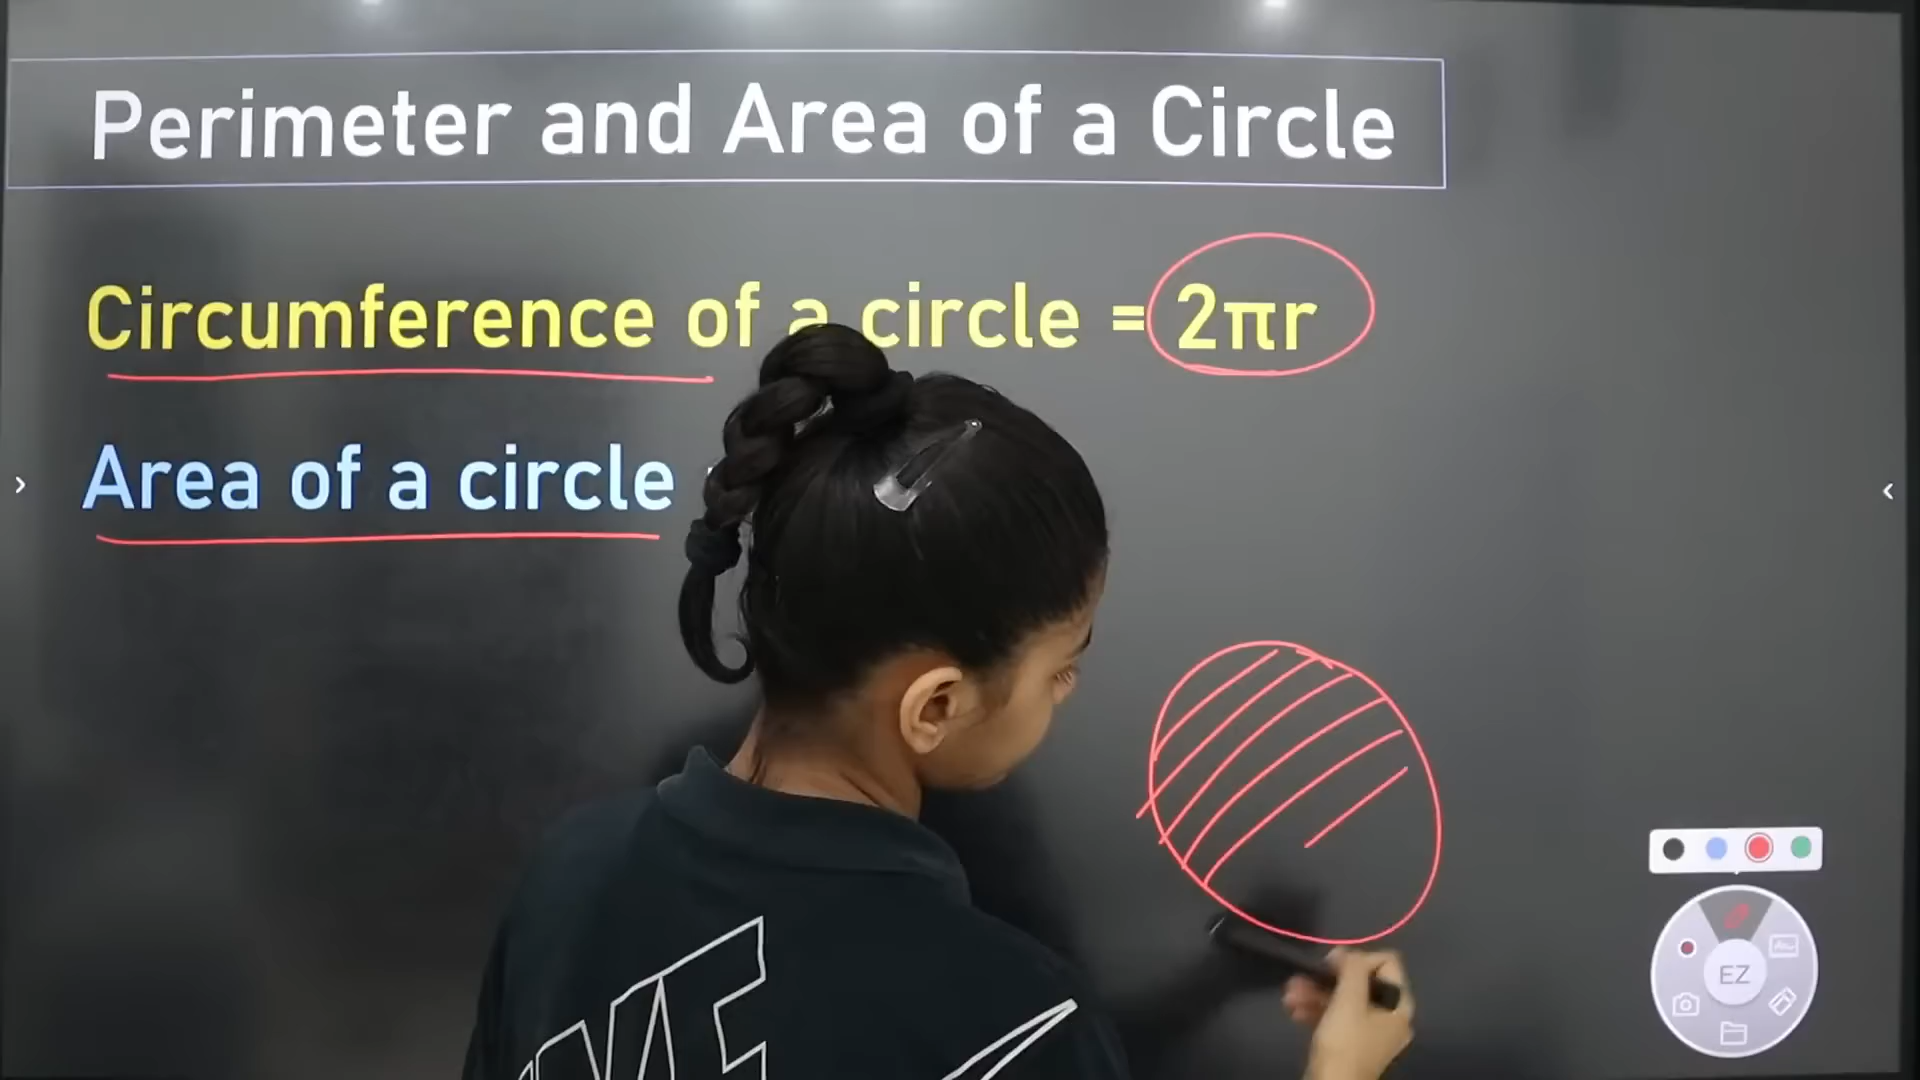 Perimeter and Area of a Circle
Circumference of a circle = 2πr
Area of a circle
EZ